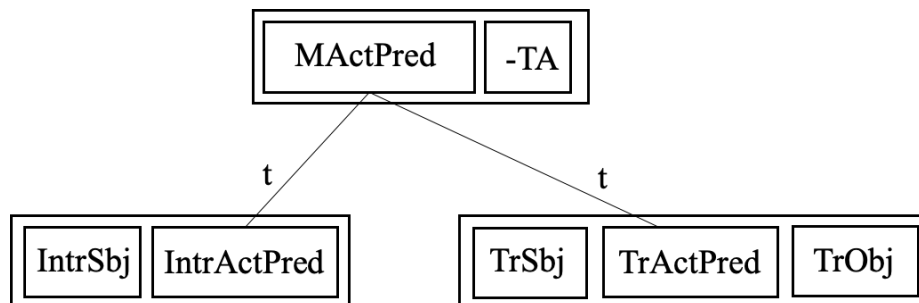 MActPred -TA
t t
IntrSbj IntrActPred TrSbj TrActPred TrObj